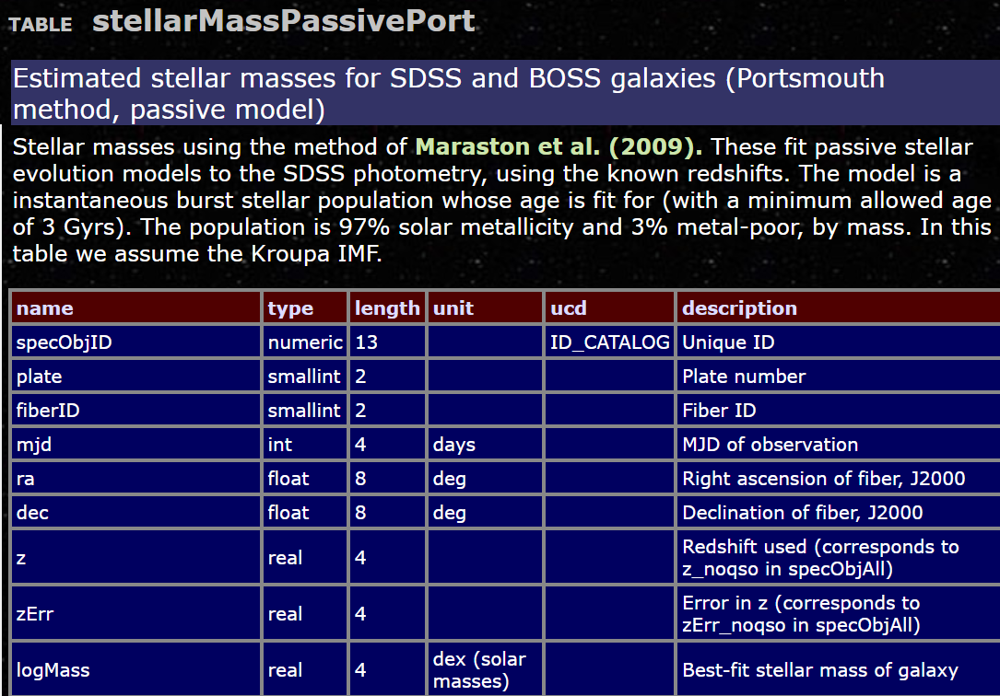 TABLE stellarMassPassivePort
Estimated stellar masses for SDSS and BOSS galaxies (Portsmouth
method, passive model)
Stellar masses using the method of Maraston et al. (2009). These fit passive stellar
evolution models to the SDSS photometry, using the known redshifts. The model is a
instantaneous burst stellar population whose age is fit for (with a minimum allowed age
of 3 Gyrs). The population is 97% solar metallicity and 3% metal-poor, by mass. In this
table we assume the Kroupa IMF.
name type length unit ucd description
specObjID numeric 13 ID_CATALOG Unique ID
plate smallint 2 Plate number
fiberID smallint 2 Fiber ID
mjd int 4 days MJD of observation
ra float 8 deg Right ascension of fiber, J2000
dec float 8 deg Declination of fiber, J2000
z real 4 Redshift used (corresponds to
z_noqso in specObjAll)
zErr real 4 Error in z (corresponds to
zErr_noqso in specObjAll)
logMass real 4 dex (solar
masses) Best-fit stellar mass of galaxy